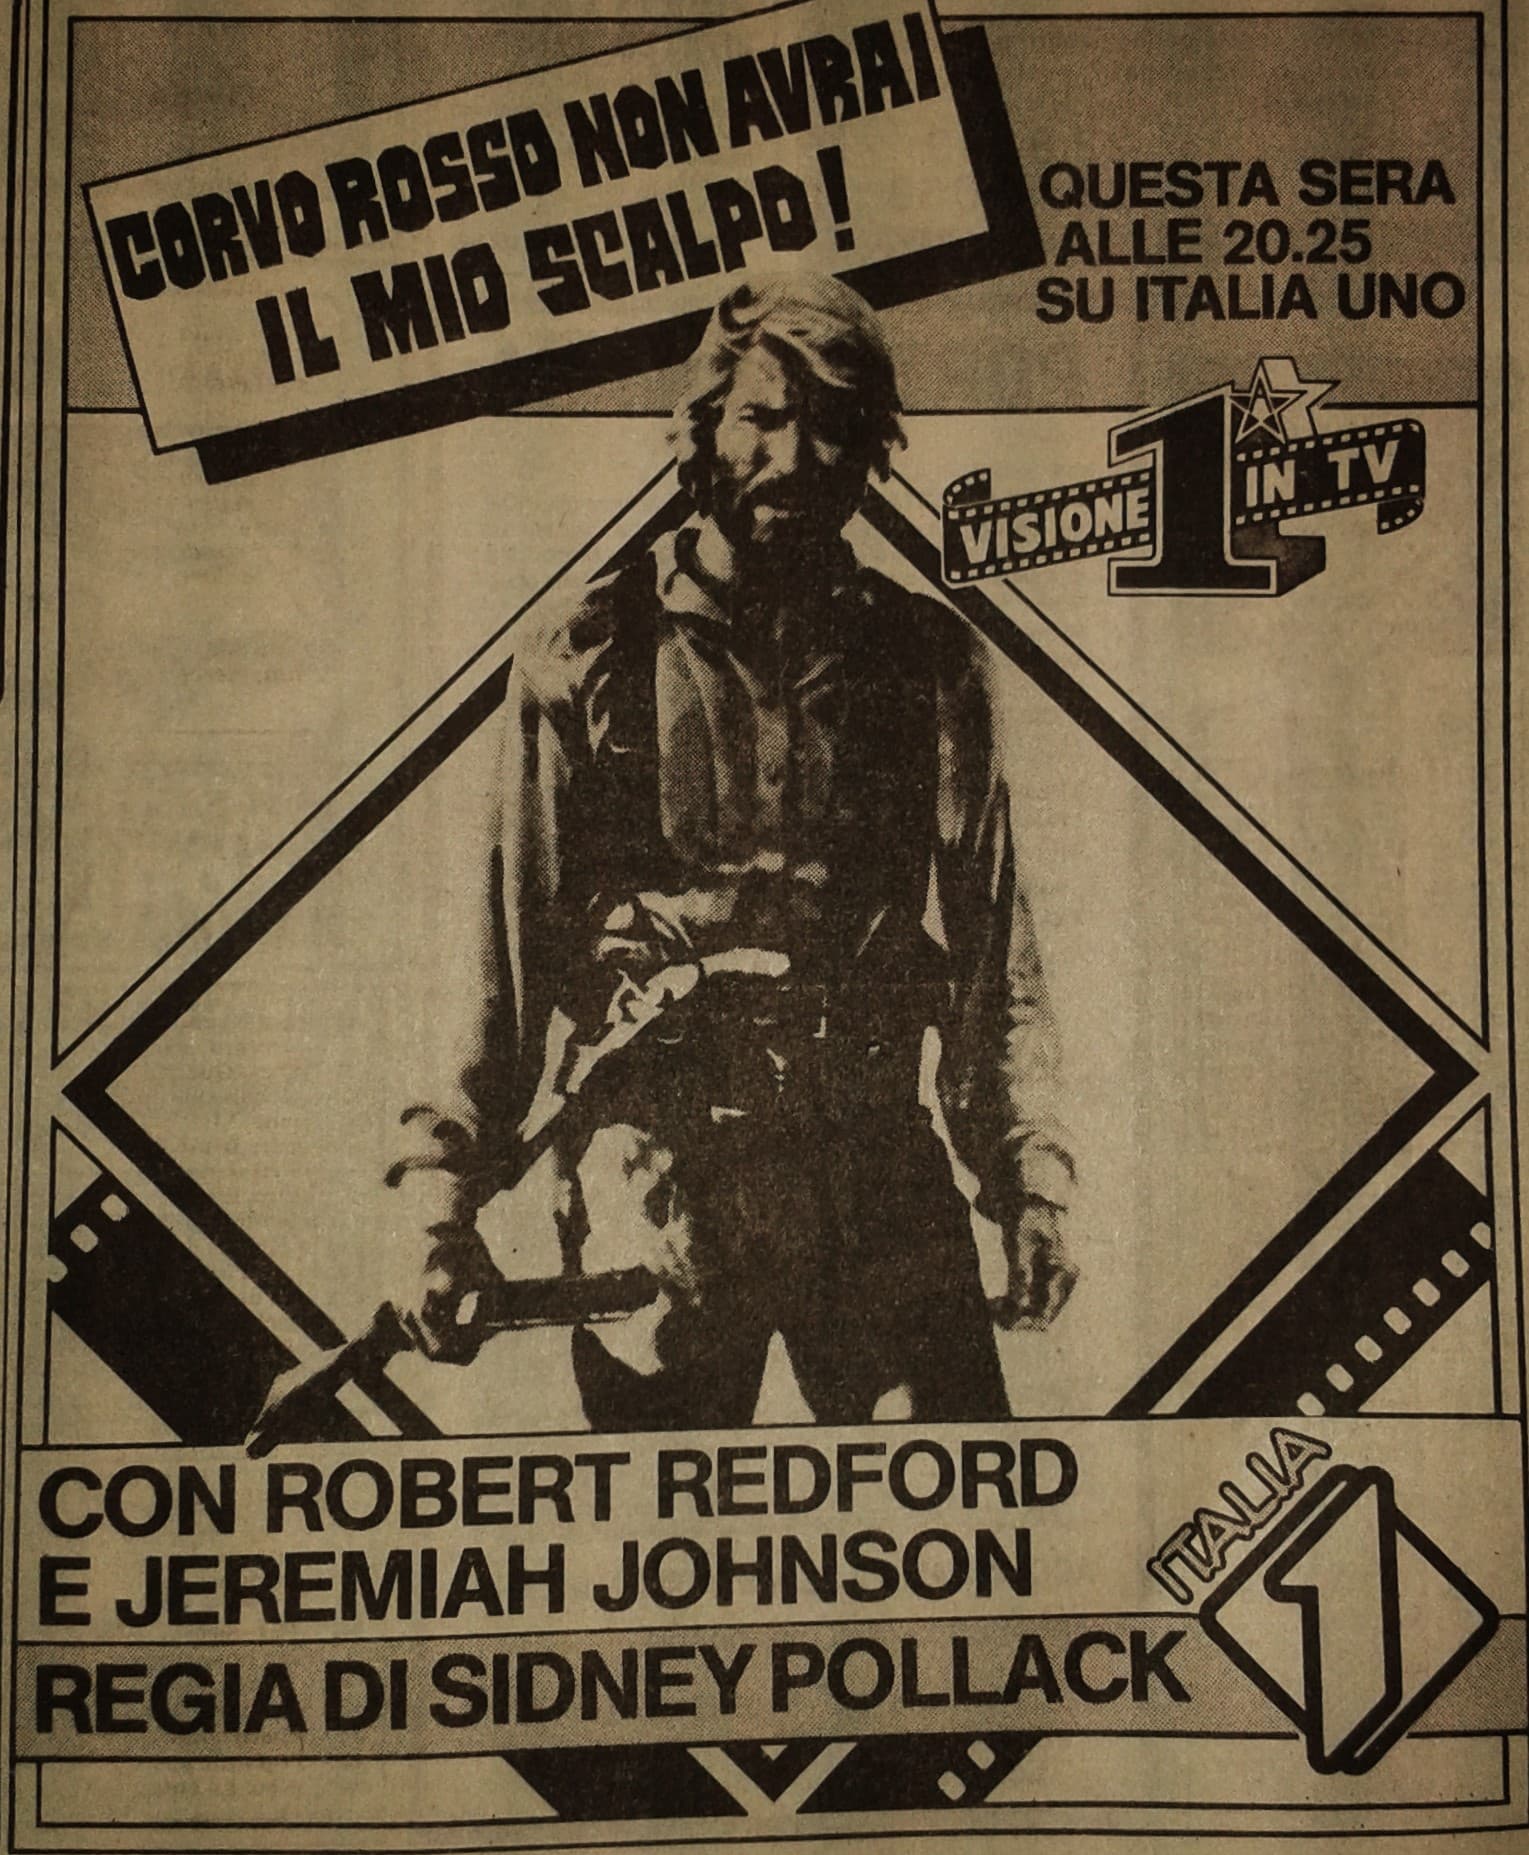 CORVO ROSSO NON AVRAI
IL MIO SCALPO!
QUESTA SERA
ALLE 20.25
SU ITALIA UNO
VISIONE 1 IN TV
CON ROBERT REDFORD
E JEREMIAH JOHNSON
REGIA DI SIDNEY POLLACK
ITALIA
1